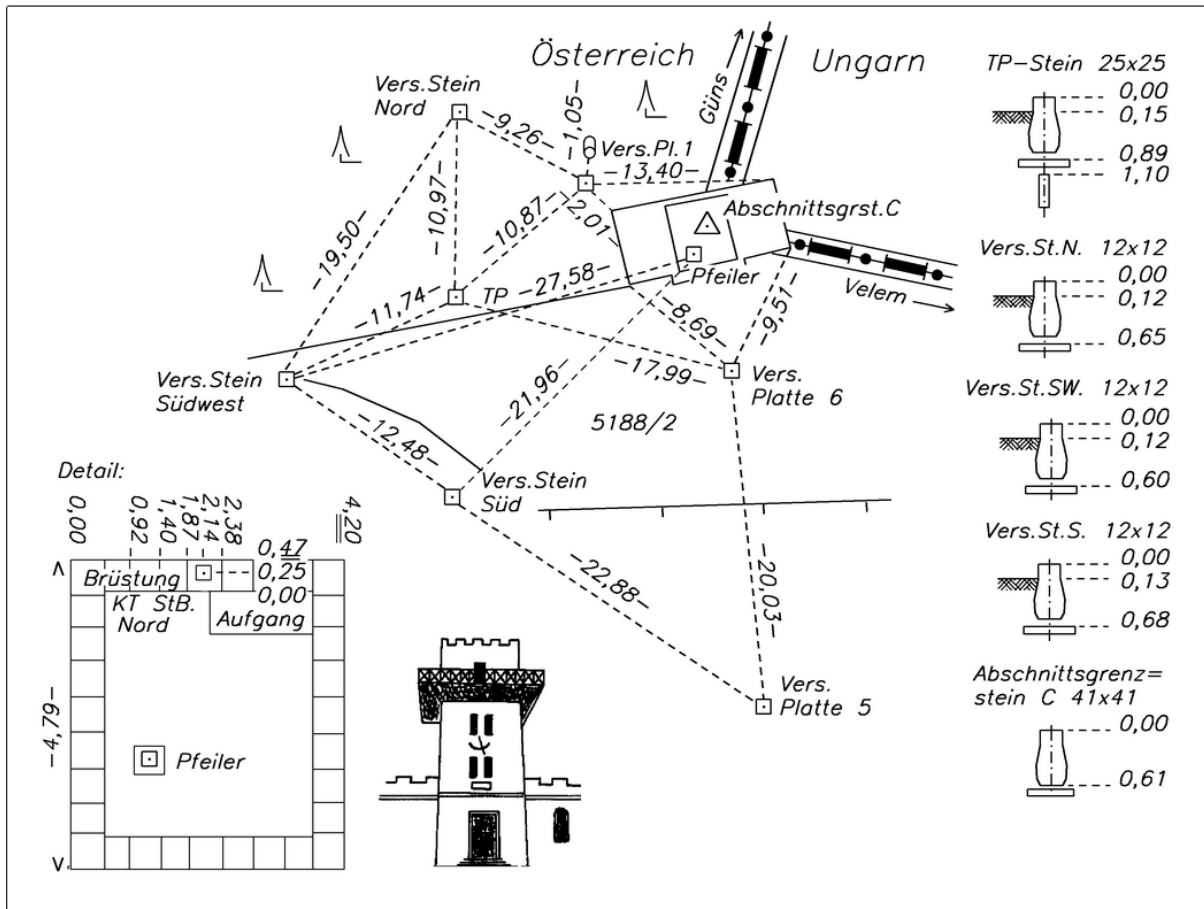 Österreich
Ungarn
Güns
Velem
Vers.Stein
Nord
-9,26-
-1,05-
Vers.Pl.1
-13,40-
-19,50-
-10,97-
-10,87-
2,01-
Abschnittsgrst.C
Pfeiler
-27,58-
TP
-11,74-
-8,69-
-9,51-
-17,99-
-21,96-
Vers.Stein
Südwest
Vers.
Platte 6
5188/2
-12,48-
Vers.Stein
Süd
-22,88-
-20,03-
Vers.
Platte 5
Detail:
0,00
0,92
1,40
1,87
2,14
2,38
4,20
0,47
0,25
0,00
Brüstung
KT StB.
Nord
Aufgang
-4,79-
Pfeiler
TP-Stein 25x25
0,00
0,15
0,89
1,10
Vers.St.N. 12x12
0,00
0,12
0,65
Vers.St.SW. 12x12
0,00
0,12
0,60
Vers.St.S. 12x12
0,00
0,13
0,68
Abschnittsgrenz=
stein C 41x41
0,00
0,61